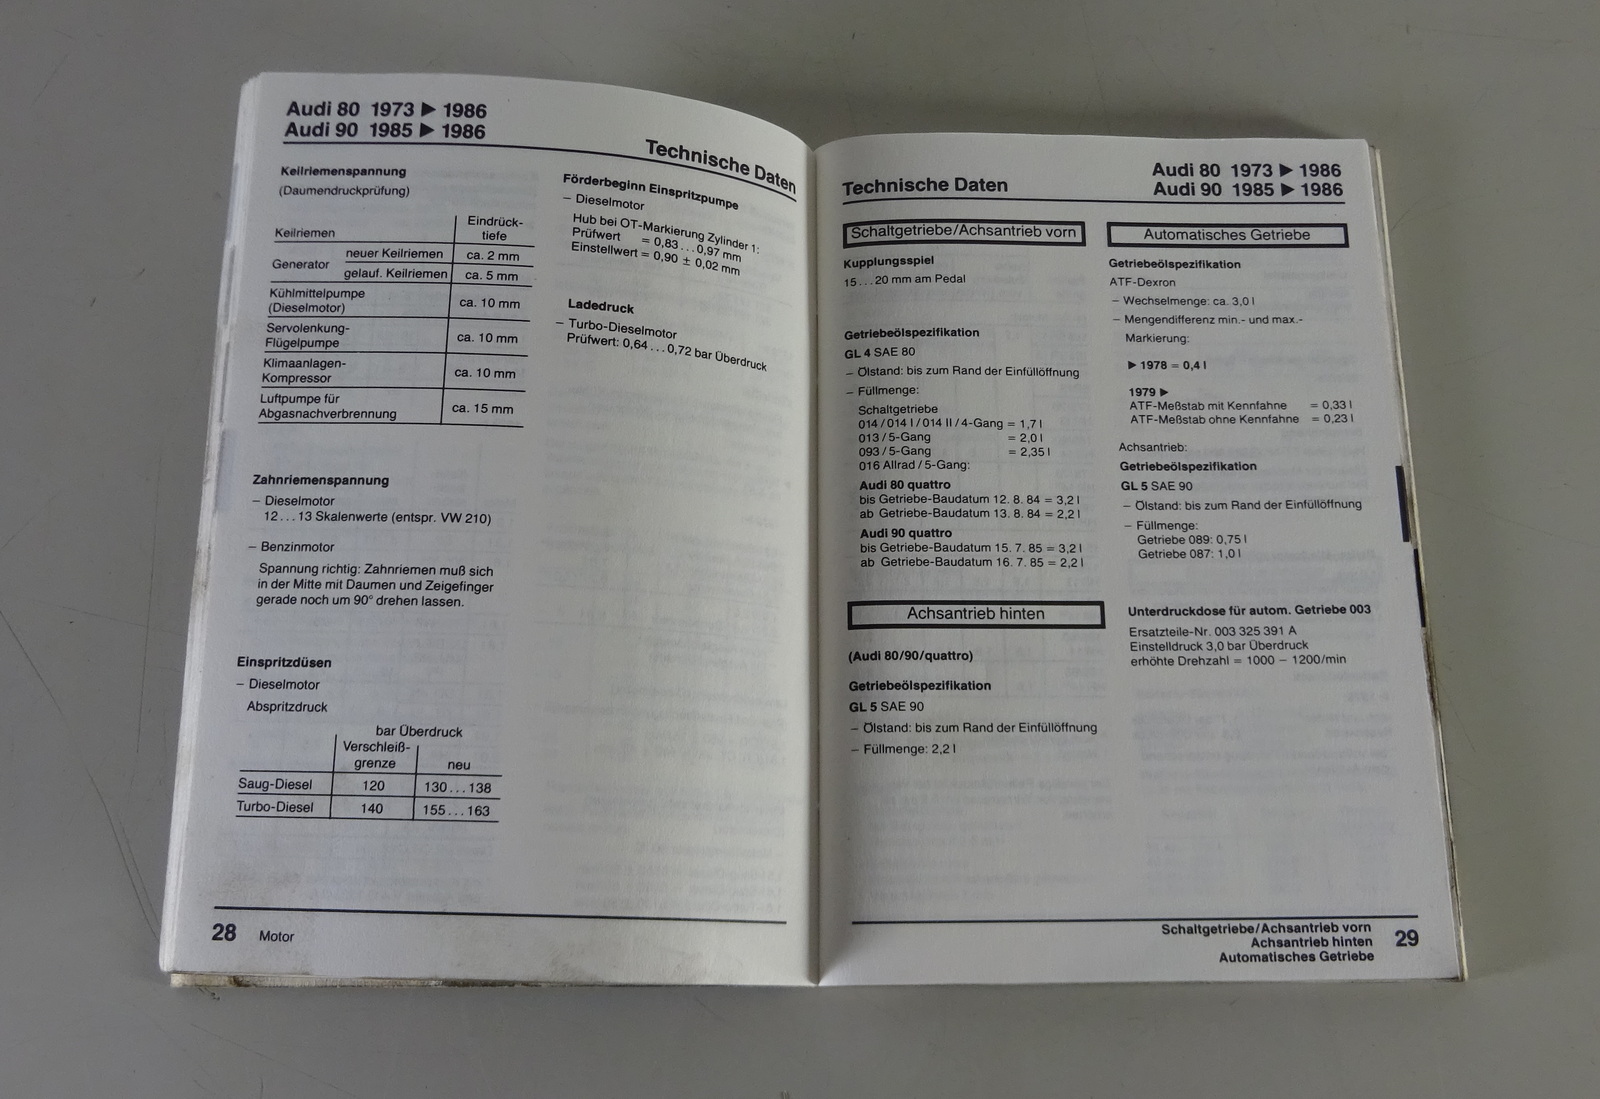 Audi 80 1973 ▶ 1986
Audi 90 1985 ▶ 1986
Technische Daten
Keilriemenspannung
(Daumendruckprüfung)
Keilriemen Eindrück-
tiefe
Generator neuer Keilriemen ca. 2 mm
gelauf. Keilriemen ca. 5 mm
Kühlmittelpumpe
(Dieselmotor) ca. 10 mm
Servolenkung-
Flügelpumpe ca. 10 mm
Klimaanlagen-
Kompressor ca. 10 mm
Luftpumpe für
Abgasnachverbrennung ca. 15 mm
Zahnriemenspannung
– Dieselmotor
12...13 Skalenwerte (entspr. VW 210)
– Benzinmotor
Spannung richtig: Zahnriemen muß sich
in der Mitte mit Daumen und Zeigefinger
gerade noch um 90° drehen lassen.
Einspritzdüsen
– Dieselmotor
Abspritzdruck
bar Überdruck
Verschleiß-
grenze neu
Saug-Diesel 120 130...138
Turbo-Diesel 140 155...163
Förderbeginn Einspritzpumpe
– Dieselmotor
Hub bei OT-Markierung Zylinder 1:
Prüfwert = 0,83...0,97 mm
Einstellwert = 0,90 ± 0,02 mm
Ladedruck
– Turbo-Dieselmotor
Prüfwert: 0,64...0,72 bar Überdruck
28 Motor
Technische Daten
Audi 80 1973 ▶ 1986
Audi 90 1985 ▶ 1986
Schaltgetriebe/Achsantrieb vorn
Kupplungsspiel
15...20 mm am Pedal
Getriebeölspezifikation
GL 4 SAE 80
– Ölstand: bis zum Rand der Einfüllöffnung
– Füllmenge:
Schaltgetriebe
014/014 I/014 II/4-Gang = 1,7 l
013/5-Gang = 2,0 l
093/5-Gang = 2,35 l
016 Allrad/5-Gang:
Audi 80 quattro
bis Getriebe-Baudatum 12. 8. 84 = 3,2 l
ab Getriebe-Baudatum 13. 8. 84 = 2,2 l
Audi 90 quattro
bis Getriebe-Baudatum 15. 7. 85 = 3,2 l
ab Getriebe-Baudatum 16. 7. 85 = 2,2 l
Achsantrieb hinten
(Audi 80/90/quattro)
Getriebeölspezifikation
GL 5 SAE 90
– Ölstand: bis zum Rand der Einfüllöffnung
– Füllmenge: 2,2 l
Automatisches Getriebe
Getriebeölspezifikation
ATF-Dexron
– Wechselmenge: ca. 3,0 l
– Mengendifferenz min.- und max.-
Markierung:
▶ 1978 = 0,4 l
1979 ▶
ATF-Meßstab mit Kennfahne = 0,33 l
ATF-Meßstab ohne Kennfahne = 0,23 l
Achsantrieb:
Getriebeölspezifikation
GL 5 SAE 90
– Ölstand: bis zum Rand der Einfüllöffnung
– Füllmenge:
Getriebe 089: 0,75 l
Getriebe 087: 1,0 l
Unterdruckdose für autom. Getriebe 003
Ersatzteile-Nr. 003 325 391 A
Einstelldruck 3,0 bar Überdruck
erhöhte Drehzahl = 1000 – 1200/min
Schaltgetriebe/Achsantrieb vorn
Achsantrieb hinten
Automatisches Getriebe
29